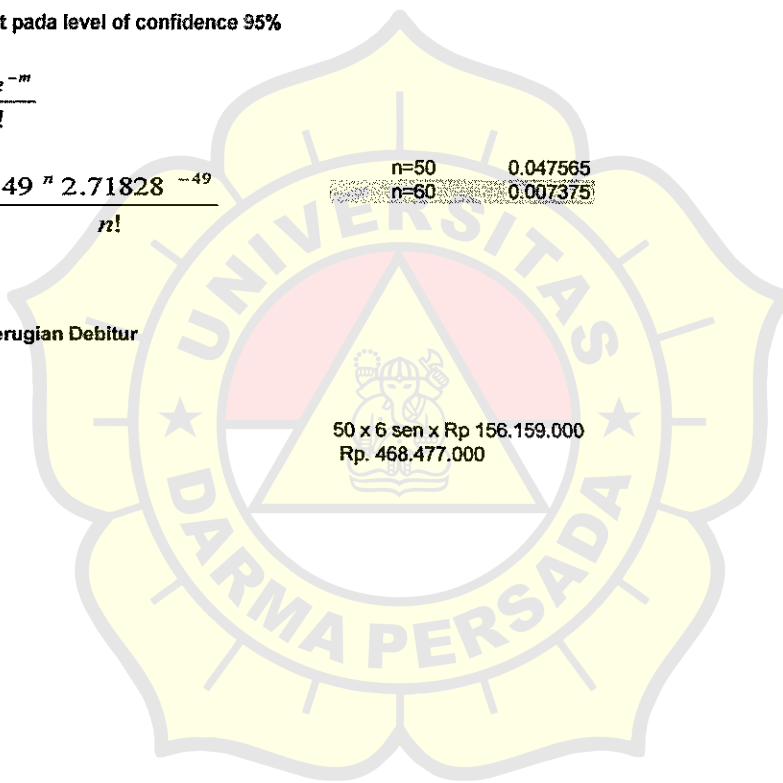 t pada level of confidence 95%
e⁻ᵐ
!
49 ⁿ 2.71828 ⁻⁴⁹
n!
n=50 0.047565
n=60 0.007375
erugian Debitur
50 x 6 sen x Rp 156.159.000
Rp. 468.477.000
UNIVERSITAS
DARMA PERSADA